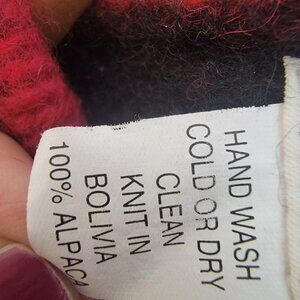 HAND WASH
COLD OR DRY
CLEAN
KNIT IN
BOLIVIA
100% ALPACA